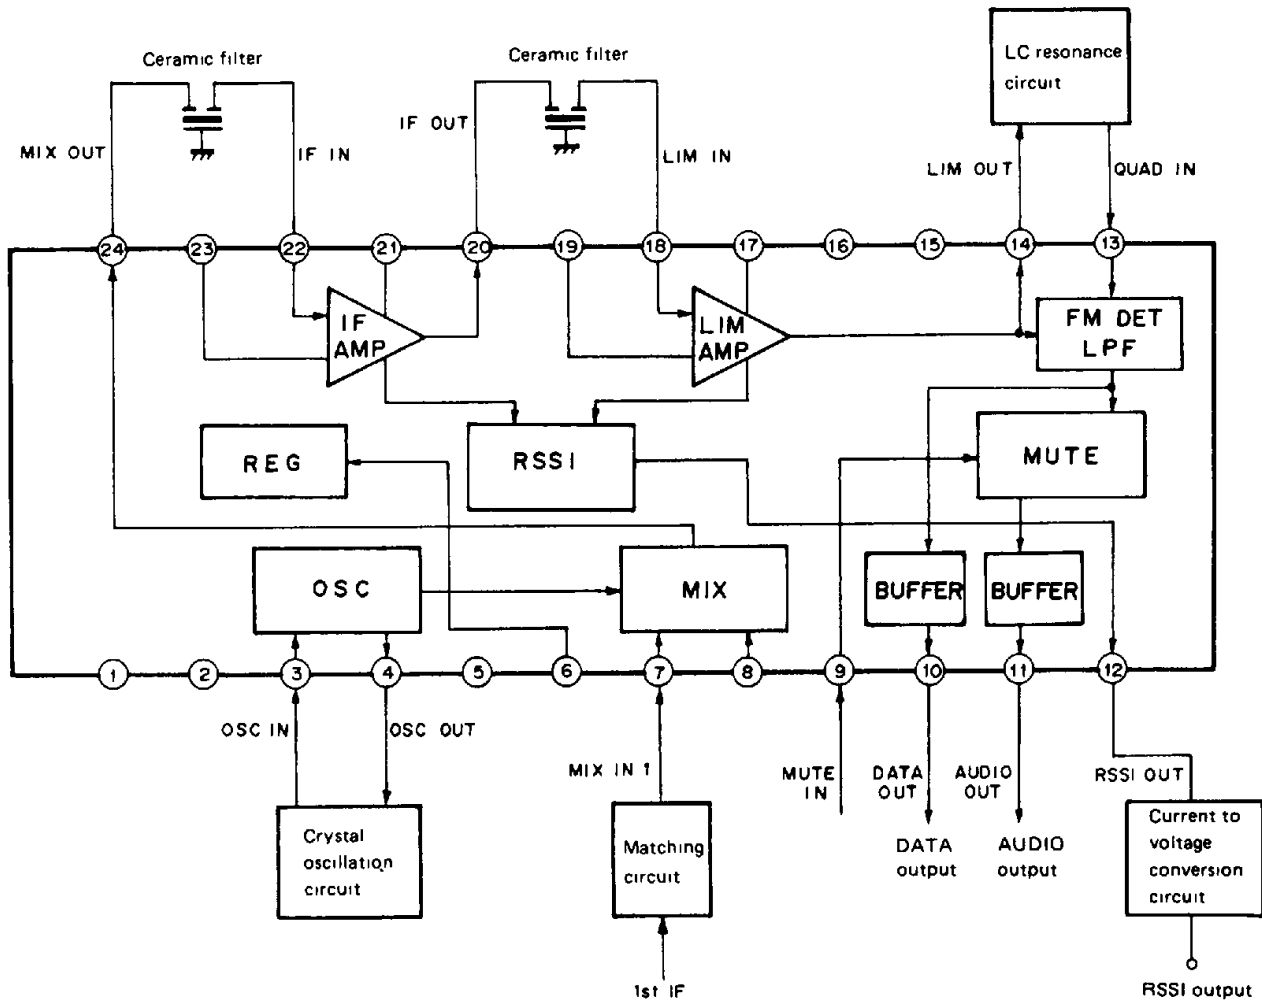 Ceramic filter
Ceramic filter
LC resonance
circuit
MIX OUT
IF IN
IF OUT
LIM IN
LIM OUT
QUAD IN
24
23
22
21
20
19
18
17
16
15
14
13
IF
AMP
LIM
AMP
FM DET
LPF
REG
RSSI
MUTE
OSC
MIX
BUFFER
BUFFER
1
2
3
4
5
6
7
8
9
10
11
12
OSC IN
OSC OUT
MIX IN 1
MUTE
IN
DATA
OUT
AUDIO
OUT
RSSI OUT
Crystal
oscillation
circuit
Matching
circuit
DATA
output
AUDIO
output
Current to
voltage
conversion
circuit
1st IF
RSSI output